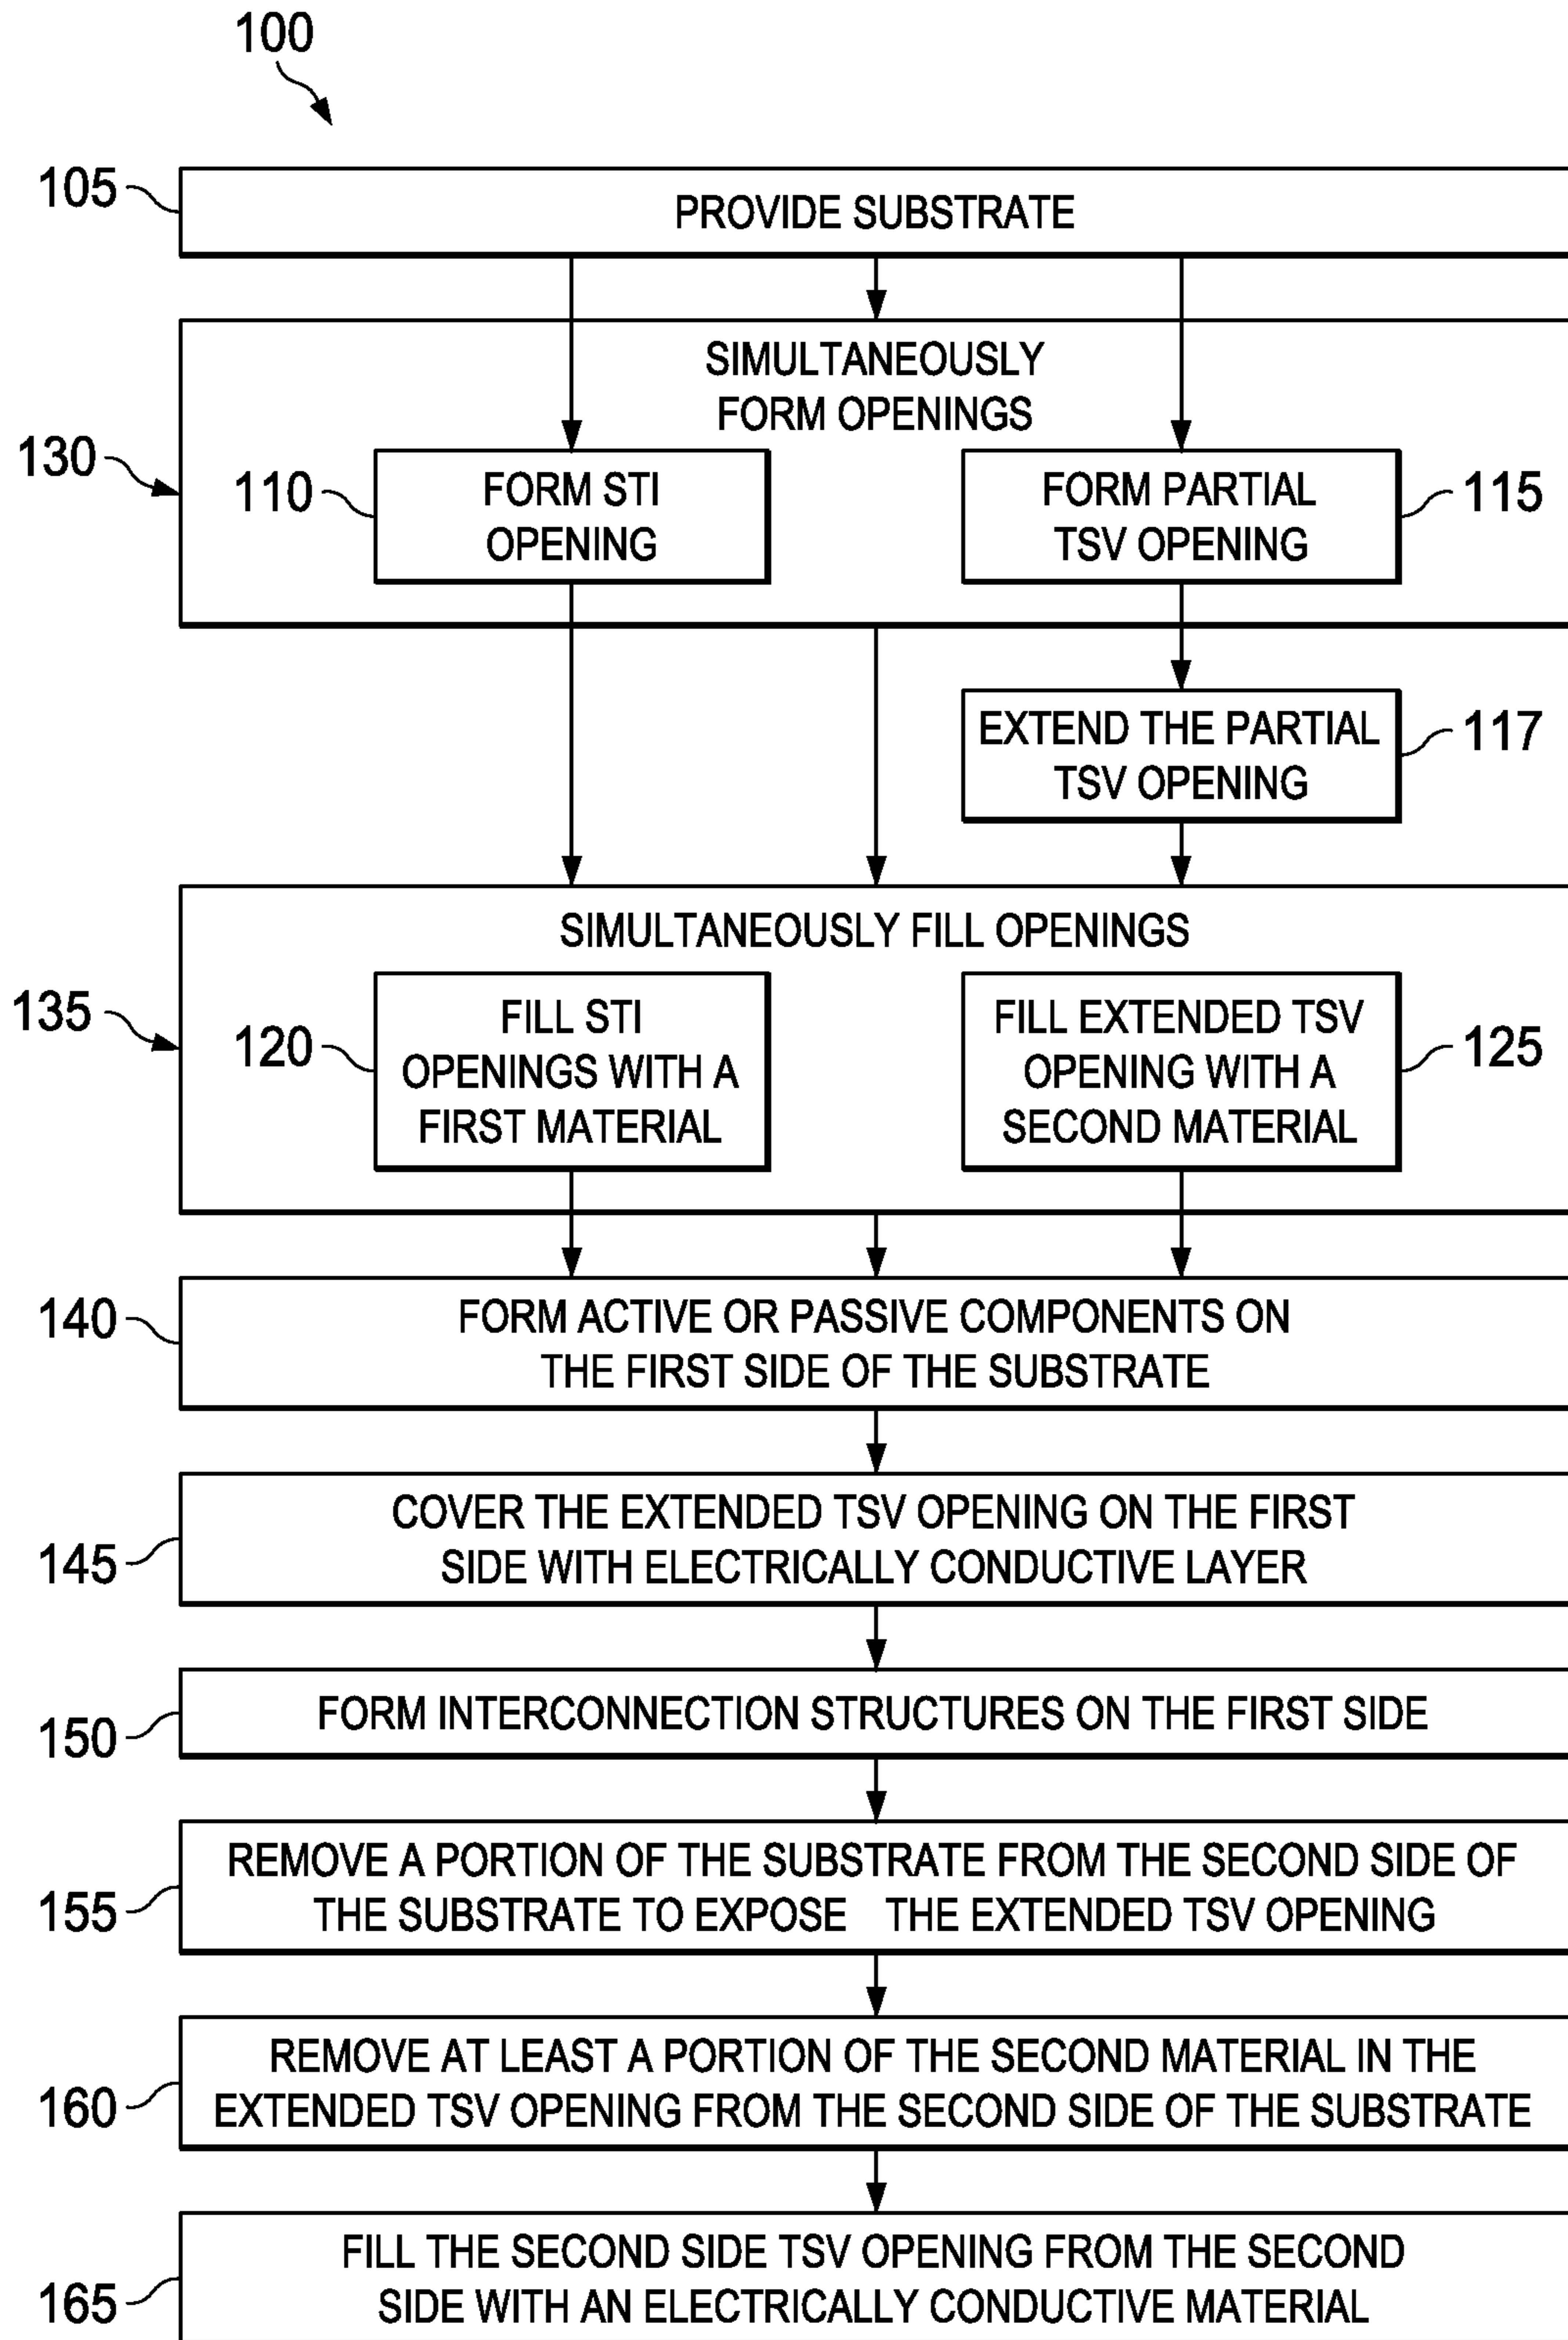 100
105
PROVIDE SUBSTRATE
SIMULTANEOUSLY
FORM OPENINGS
130
110
FORM STI
OPENING
FORM PARTIAL
TSV OPENING
115
EXTEND THE PARTIAL
TSV OPENING
117
SIMULTANEOUSLY FILL OPENINGS
135
120
FILL STI
OPENINGS WITH A
FIRST MATERIAL
FILL EXTENDED TSV
OPENING WITH A
SECOND MATERIAL
125
140
FORM ACTIVE OR PASSIVE COMPONENTS ON
THE FIRST SIDE OF THE SUBSTRATE
145
COVER THE EXTENDED TSV OPENING ON THE FIRST
SIDE WITH ELECTRICALLY CONDUCTIVE LAYER
150
FORM INTERCONNECTION STRUCTURES ON THE FIRST SIDE
155
REMOVE A PORTION OF THE SUBSTRATE FROM THE SECOND SIDE OF
THE SUBSTRATE TO EXPOSE THE EXTENDED TSV OPENING
160
REMOVE AT LEAST A PORTION OF THE SECOND MATERIAL IN THE
EXTENDED TSV OPENING FROM THE SECOND SIDE OF THE SUBSTRATE
165
FILL THE SECOND SIDE TSV OPENING FROM THE SECOND
SIDE WITH AN ELECTRICALLY CONDUCTIVE MATERIAL